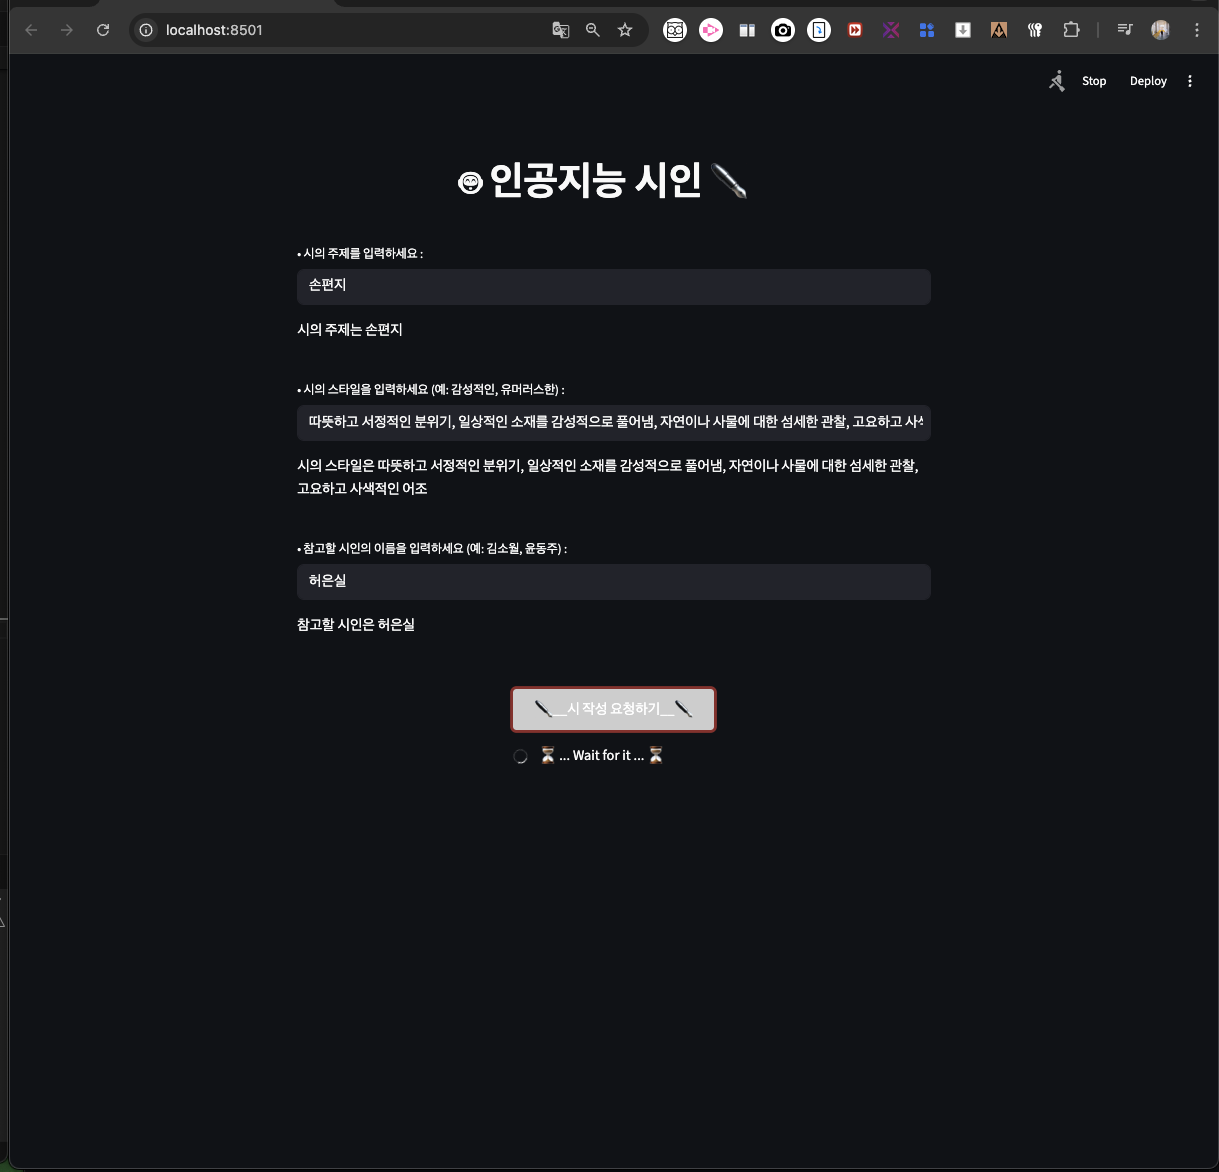 localhost:8501
Stop
Deploy
인공지능 시인
• 시의 주제를 입력하세요 :
손편지
시의 주제는 손편지
• 시의 스타일을 입력하세요 (예: 감성적인, 유머러스한) :
따뜻하고 서정적인 분위기, 일상적인 소재를 감성적으로 풀어냄, 자연이나 사물에 대한 섬세한 관찰, 고요하고 사색
시의 스타일은 따뜻하고 서정적인 분위기, 일상적인 소재를 감성적으로 풀어냄, 자연이나 사물에 대한 섬세한 관찰,
고요하고 사색적인 어조
• 참고할 시인의 이름을 입력하세요 (예: 김소월, 윤동주) :
허은실
참고할 시인은 허은실
__시 작성 요청하기__
⏳ ... Wait for it ... ⏳